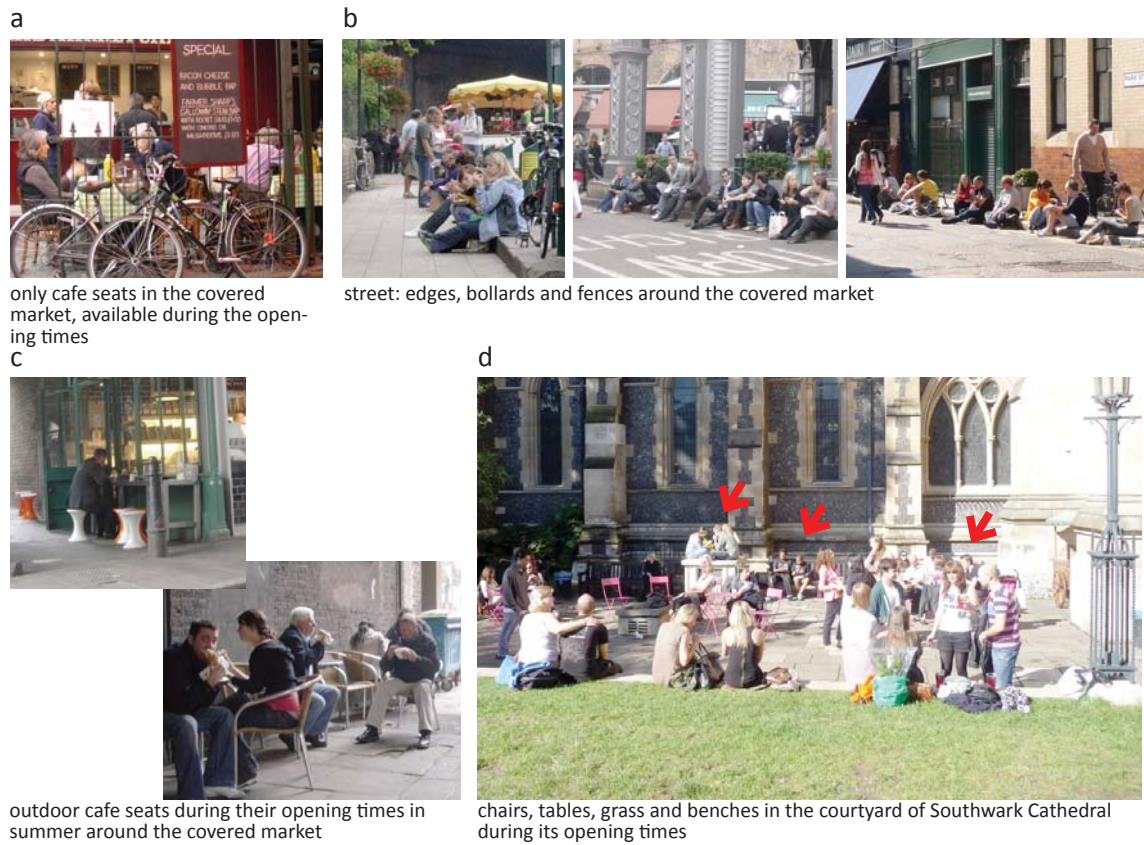 a
b
SPECIAL
BACON CHEESE
AND BUBBLE BAP
FARMER SHARP'S
GALLOWAY STEAK BAP
WITH ROCKET SALAD
WITH ONIONS OR
MUSHROOMS
TURN
PARK ST
only cafe seats in the covered
market, available during the open-
ing times
street: edges, bollards and fences around the covered market
c
d
outdoor cafe seats during their opening times in
summer around the covered market
chairs, tables, grass and benches in the courtyard of Southwark Cathedral
during its opening times